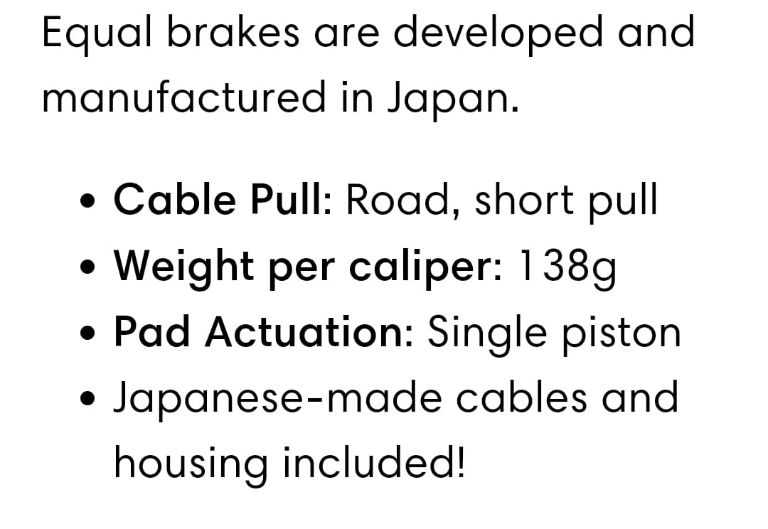 Equal brakes are developed and
manufactured in Japan.
• Cable Pull: Road, short pull
• Weight per caliper: 138g
• Pad Actuation: Single piston
• Japanese-made cables and
housing included!